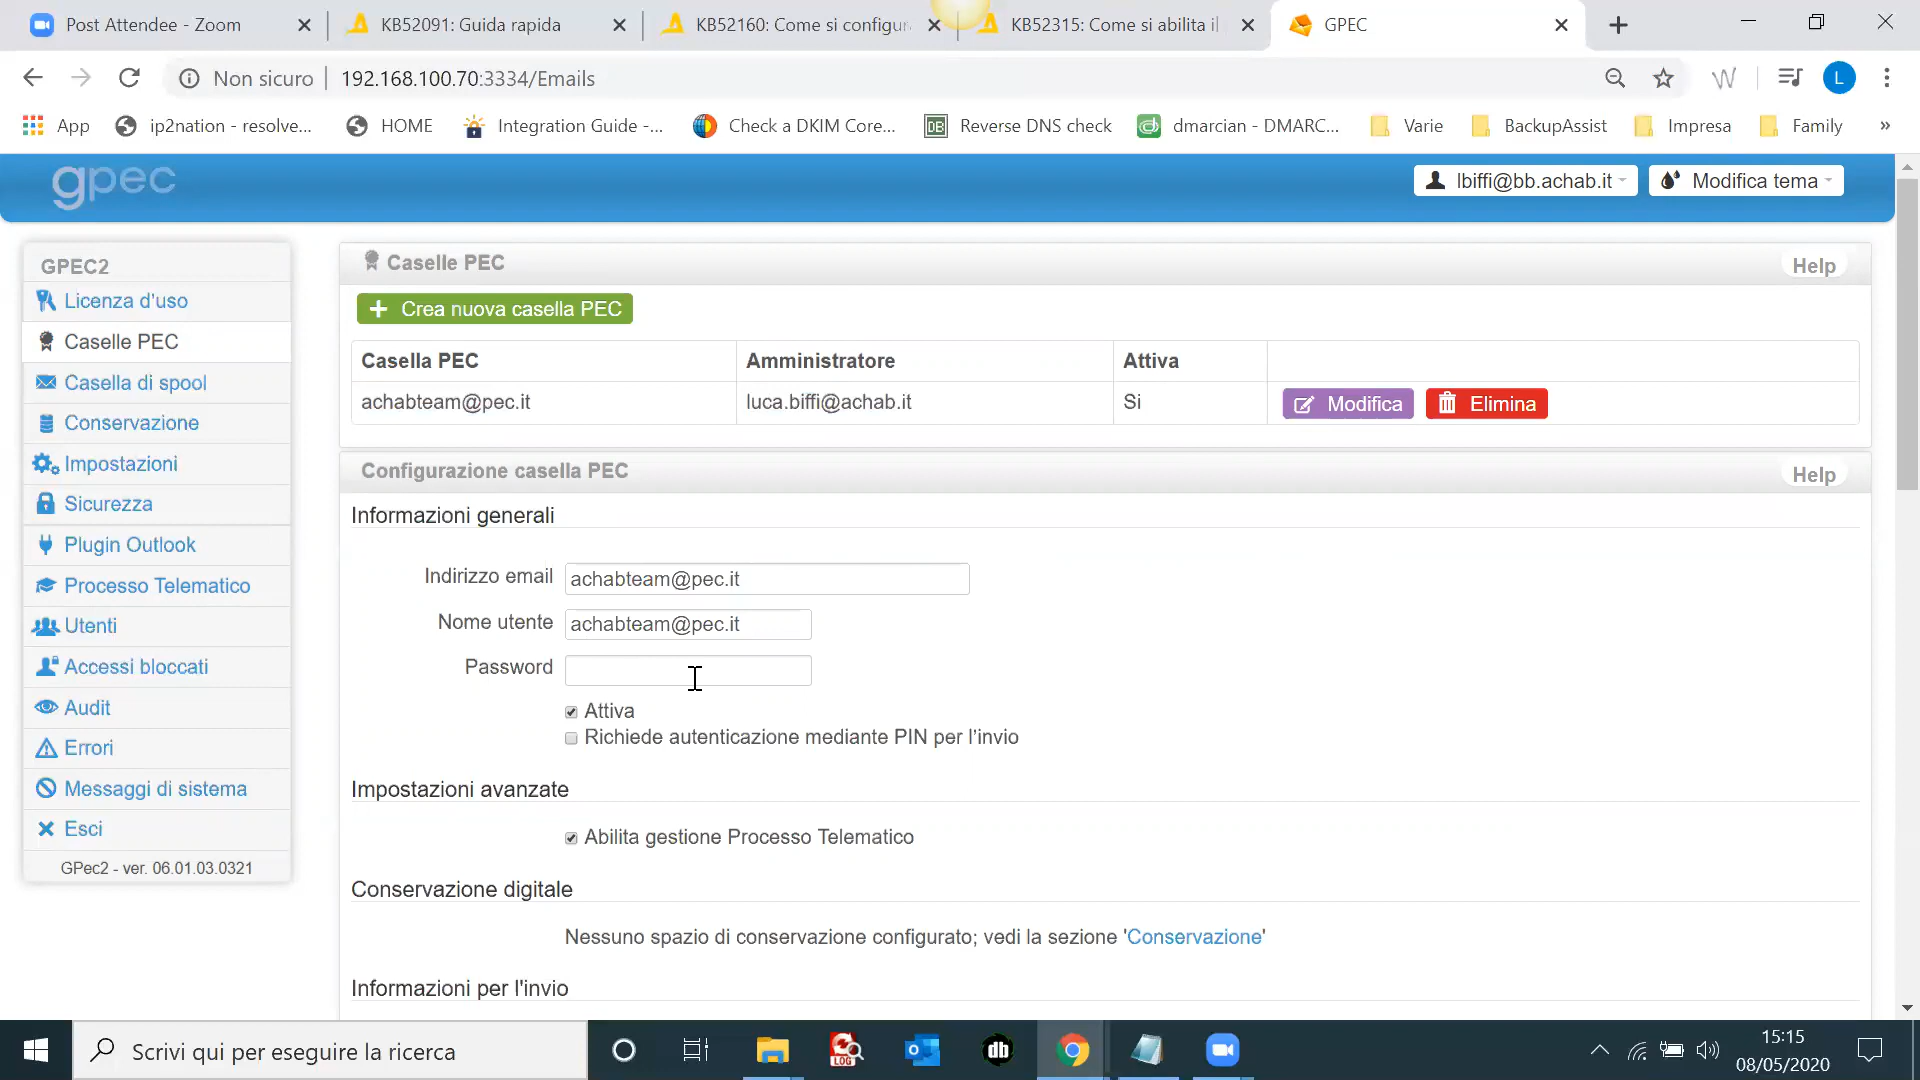 Post Attendee - Zoom
KB52091: Guida rapida
KB52160: Come si configur
KB52315: Come si abilita il
GPEC
Non sicuro
192.168.100.70:3334/Emails
L
App
ip2nation - resolve...
HOME
Integration Guide -...
Check a DKIM Core...
DB
Reverse DNS check
cd
dmarcian - DMARC...
Varie
BackupAssist
Impresa
Family
»
gpec
lbiffi@bb.achab.it
Modifica tema
GPEC2
Licenza d'uso
Caselle PEC
Casella di spool
Conservazione
Impostazioni
Sicurezza
Plugin Outlook
Processo Telematico
Utenti
Accessi bloccati
Audit
Errori
Messaggi di sistema
Esci
GPec2 - ver. 06.01.03.0321
Caselle PEC
Help
+ Crea nuova casella PEC
Casella PEC Amministratore Attiva
achabteam@pec.it luca.biffi@achab.it Si Modifica Elimina
Configurazione casella PEC
Help
Informazioni generali
Indirizzo email achabteam@pec.it
Nome utente achabteam@pec.it
Password
Attiva
Richiede autenticazione mediante PIN per l'invio
Impostazioni avanzate
Abilita gestione Processo Telematico
Conservazione digitale
Nessuno spazio di conservazione configurato; vedi la sezione 'Conservazione'
Informazioni per l'invio
Scrivi qui per eseguire la ricerca
LOG
db
15:15
08/05/2020